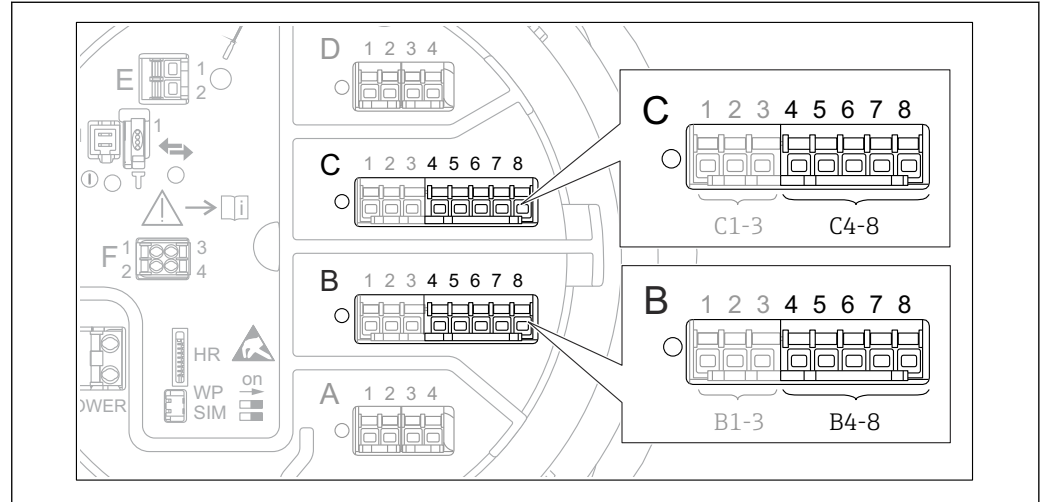 D 1 2 3 4
E 1
2
1
C 1 2 3 4 5 6 7 8
C 1 2 3 4 5 6 7 8
C1-3 C4-8
i
F 1 3
2 4
B 1 2 3 4 5 6 7 8
B 1 2 3 4 5 6 7 8
B1-3 B4-8
HR
on
WP
SIM
OWER
A 1 2 3 4